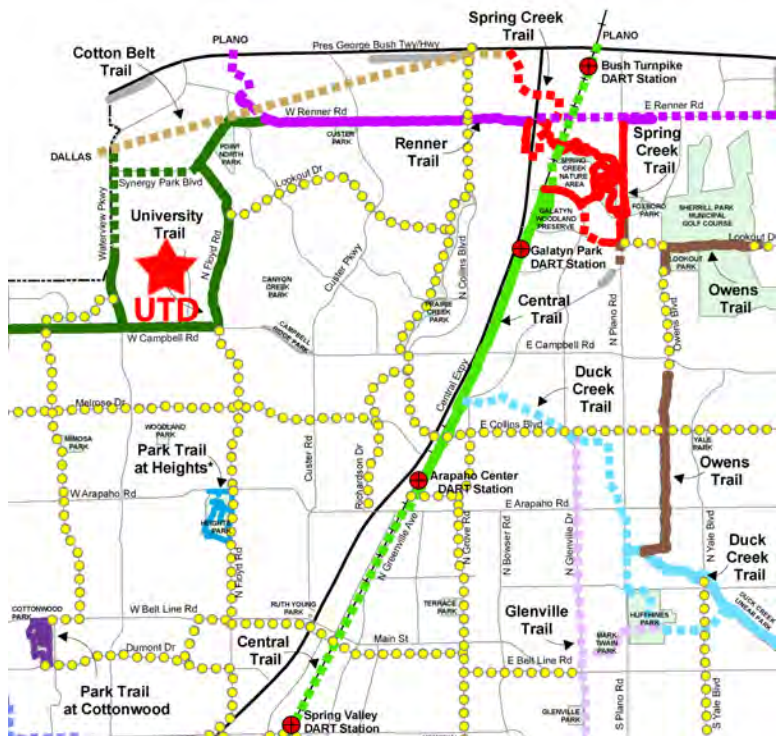 Spring Creek
Trail
PLANO
PLANO
Pres George Bush Twy/Hwy
Cotton Belt
Trail
Bush Turnpike
DART Station
W Renner Rd
E Renner Rd
CUSTER
PARK
Renner
Trail
Spring
Creek
Trail
POINT
NORTH
PARK
DALLAS
Synergy Park Blvd
Lookout Dr
SPRING
CREEK
NATURE
AREA
FOXBORO
PARK
SHERRILL PARK
MUNICIPAL
GOLF COURSE
University
Trail
Waterview Pkwy
N Floyd Rd
UTD
GALATYN
WOODLAND
PRESERVE
Galatyn Park
DART Station
Lookout Dr
LOOKOUT
PARK
Owens
Trail
Custer Pkwy
N Collins Blvd
CANYON
CREEK
PARK
PRAIRIE
CREEK PARK
Central
Trail
N Plano Rd
Owens Blvd
W Campbell Rd
CAMPBELL
RIDGE PARK
E Campbell Rd
Central Expy
Duck
Creek
Trail
Melrose Dr
WOODLAND
PARK
MIMOSA
PARK
Park Trail
at Heights*
Custer Rd
Richardson Dr
E Collins Blvd
YALE
PARK
Owens
Trail
Arapaho Center
DART Station
W Arapaho Rd
E Arapaho Rd
HEIGHTS
PARK
N Floyd Rd
N Greenville Ave
N Grove Rd
N Bowser Rd
N Glenville Dr
N Yale Blvd
Duck
Creek
Trail
COTTONWOOD
PARK
W Belt Line Rd
RUTH YOUNG
PARK
TERRACE
PARK
Glenville
Trail
HUFFHINES
PARK
DUCK CREEK
LINEAR PARK
Dumont Dr
Central
Trail
Main St
MARK
TWAIN
PARK
E Belt Line Rd
Park Trail
at Cottonwood
GLENVILLE
PARK
S Plano Rd
S Yale Blvd
Spring Valley
DART Station